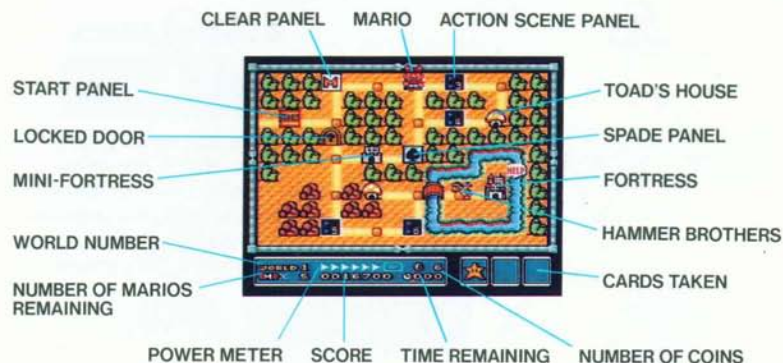 CLEAR PANEL
MARIO
ACTION SCENE PANEL
START PANEL
TOAD'S HOUSE
LOCKED DOOR
SPADE PANEL
MINI-FORTRESS
HELP
FORTRESS
HAMMER BROTHERS
WORLD NUMBER
WORLD 1
NUMBER OF MARIOS
REMAINING
CARDS TAKEN
POWER METER
SCORE
TIME REMAINING
NUMBER OF COINS